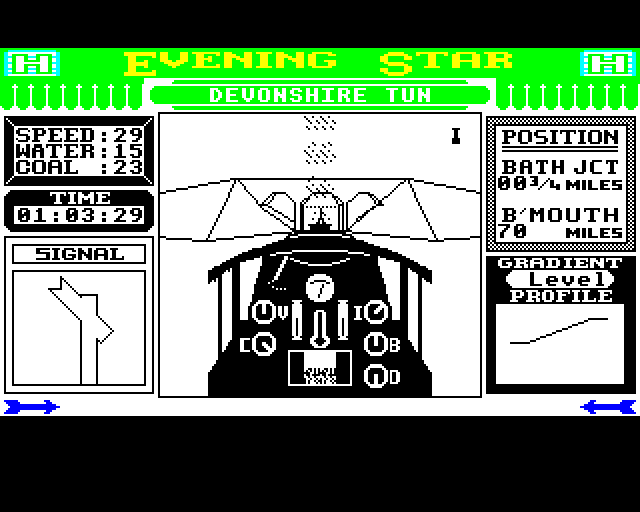 H EVENING STAR H
DEVONSHIRE TUN
SPEED:29
WATER:15
COAL :23
TIME
01:03:29
SIGNAL
I
V I
C B
D
POSITION
BATH JCT
00¾ MILES
B'MOUTH
70 MILES
GRADIENT
Level
PROFILE